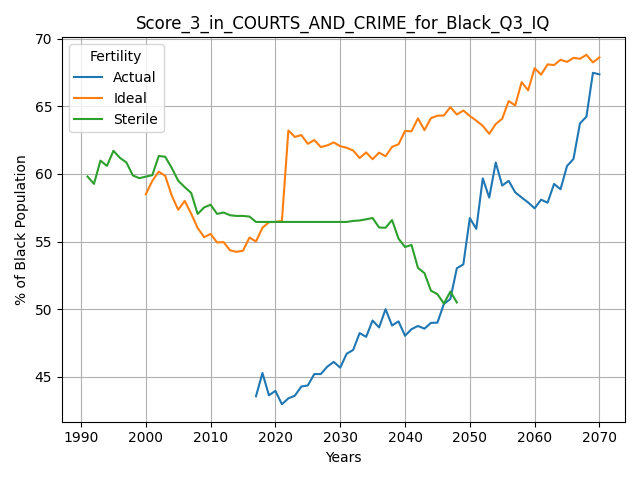 Score_3_in_COURTS_AND_CRIME_for_Black_Q3_IQ
Fertility
Actual
Ideal
Sterile
% of Black Population
70
65
60
55
50
45
1990 2000 2010 2020 2030 2040 2050 2060 2070
Years